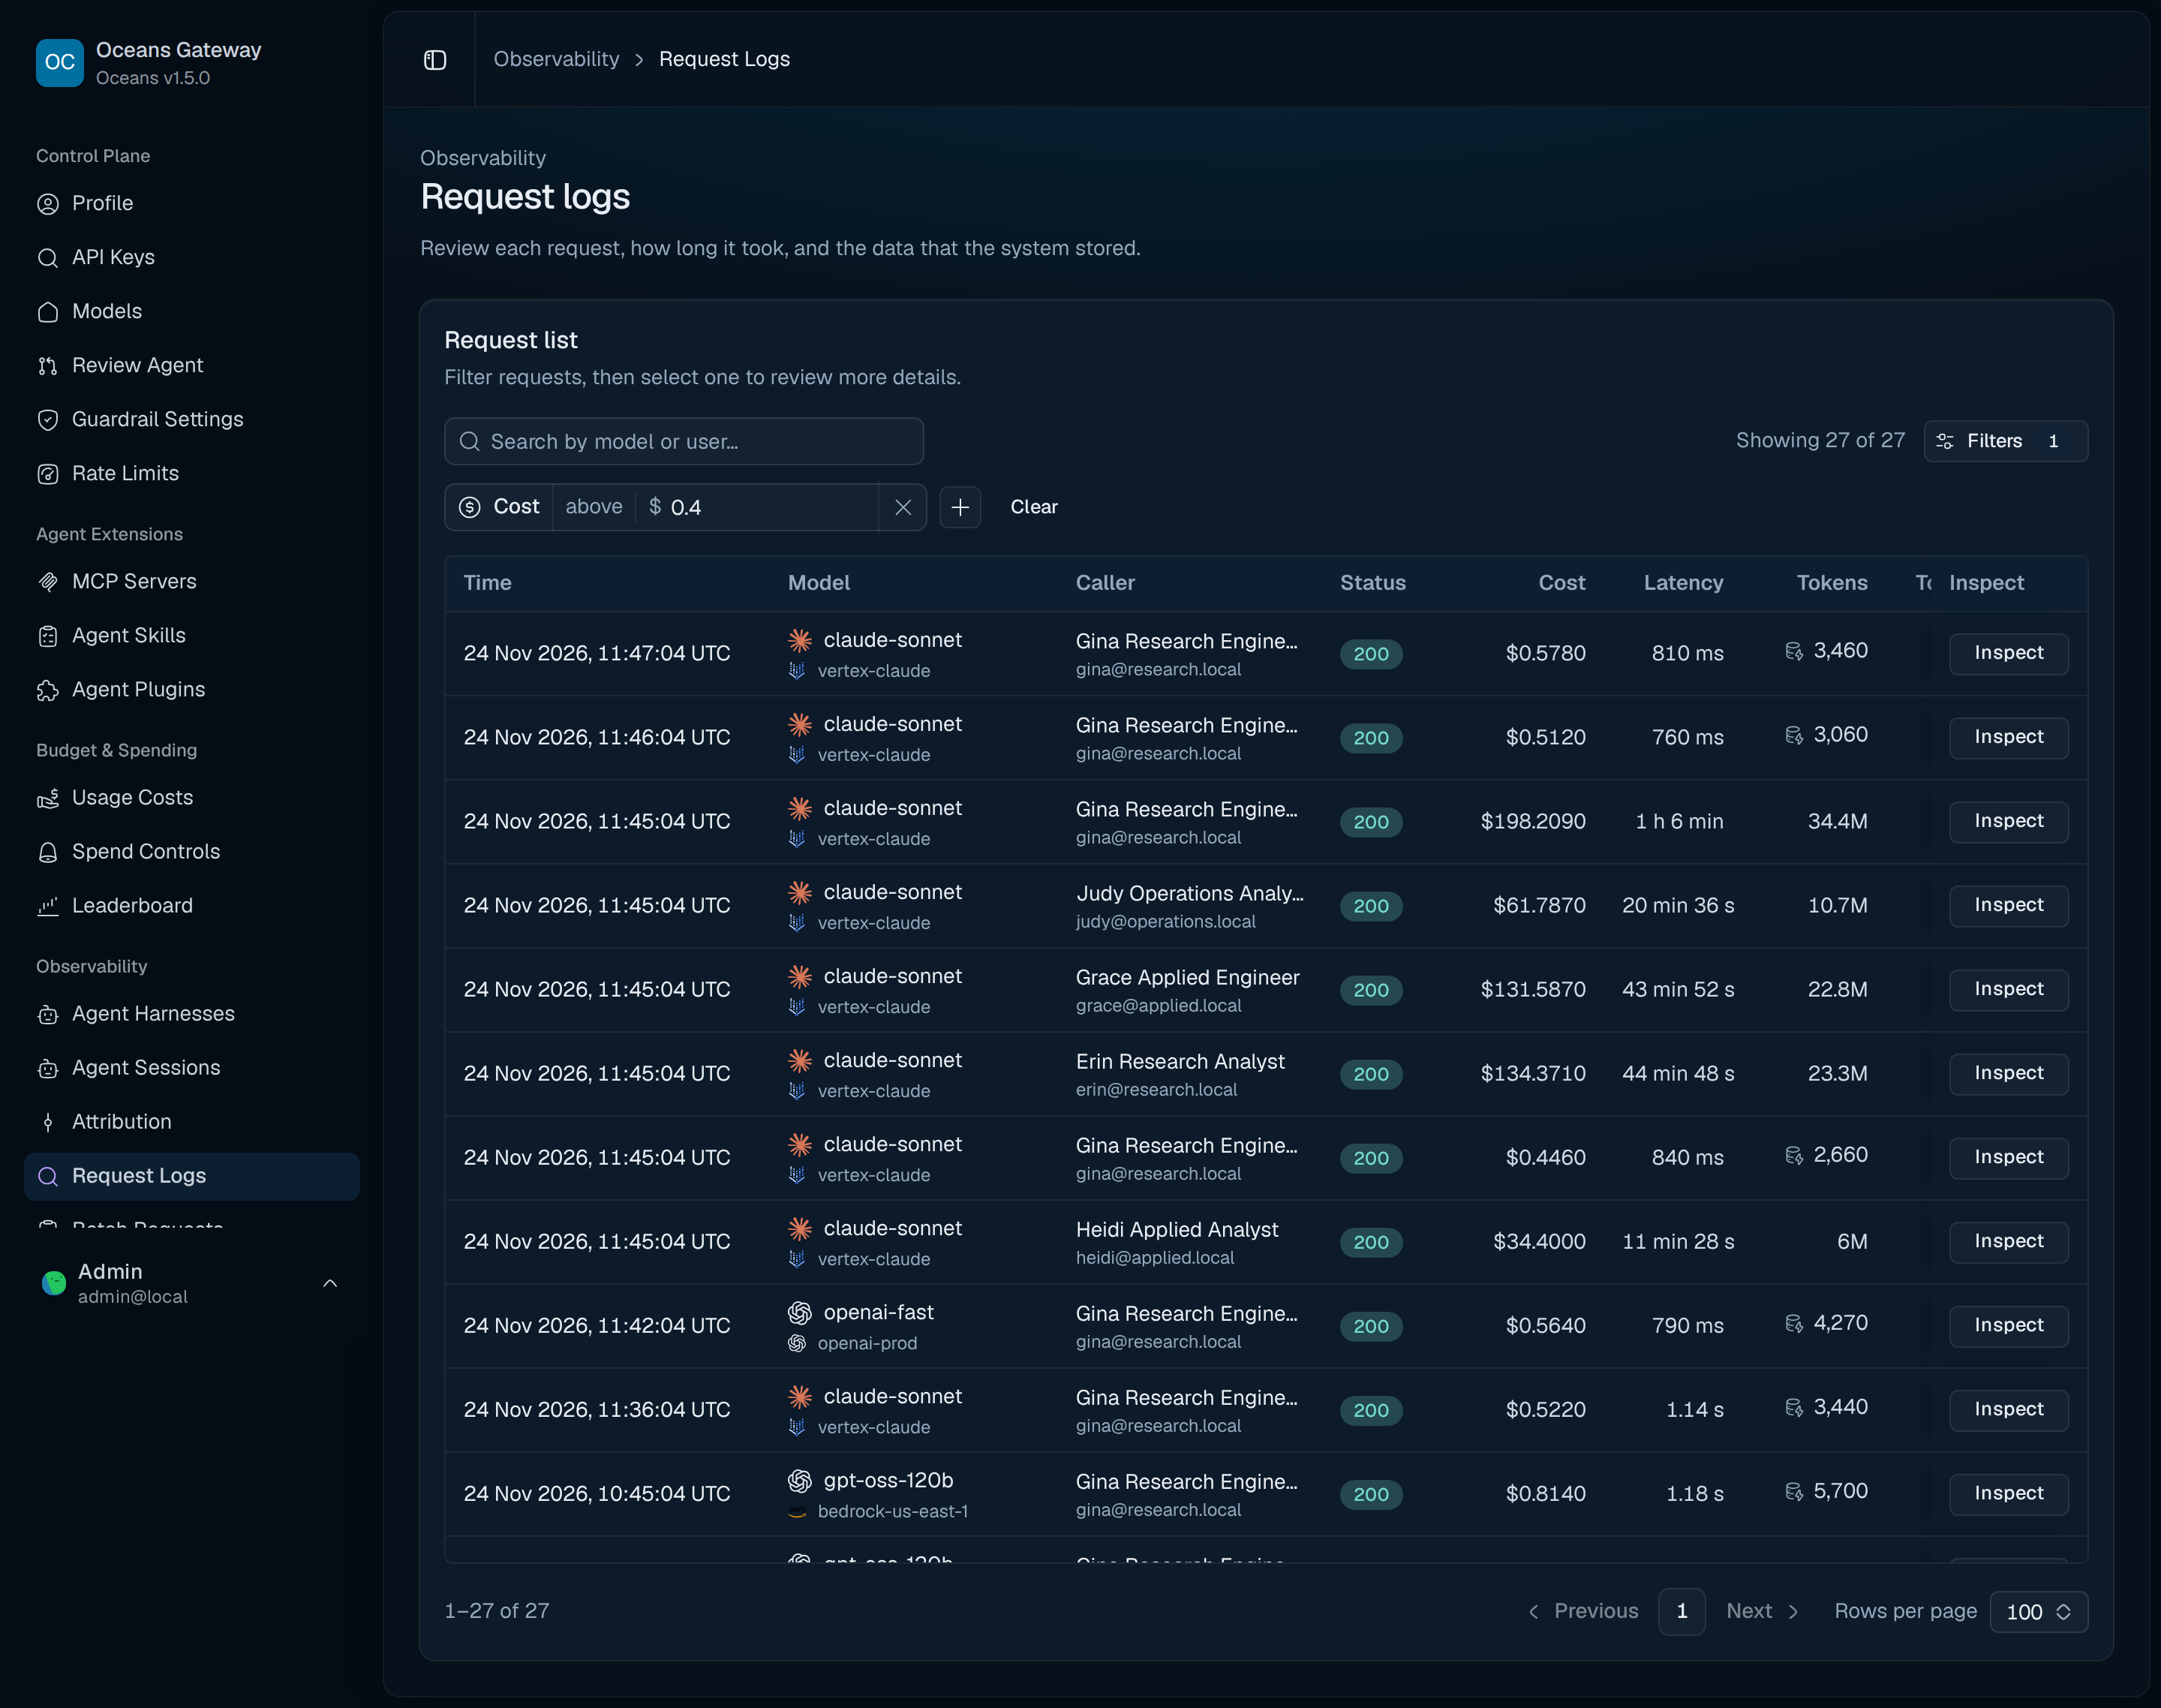 OC
Oceans Gateway
Oceans v1.5.0
Control Plane
Profile
API Keys
Models
Review Agent
Guardrail Settings
Rate Limits
Agent Extensions
MCP Servers
Agent Skills
Agent Plugins
Budget & Spending
Usage Costs
Spend Controls
Leaderboard
Observability
Agent Harnesses
Agent Sessions
Attribution
Request Logs
Admin
admin@local
Observability > Request Logs
Observability
Request logs
Review each request, how long it took, and the data that the system stored.
Request list
Filter requests, then select one to review more details.
Search by model or user...
Showing 27 of 27
Filters 1
Cost above $ 0.4
Clear
Time Model Caller Status Cost Latency Tokens Inspect
24 Nov 2026, 11:47:04 UTC claude-sonnet Gina Research Engine... 200 $0.5780 810 ms 3,460 Inspect
vertex-claude gina@research.local
24 Nov 2026, 11:46:04 UTC claude-sonnet Gina Research Engine... 200 $0.5120 760 ms 3,060 Inspect
vertex-claude gina@research.local
24 Nov 2026, 11:45:04 UTC claude-sonnet Gina Research Engine... 200 $198.2090 1 h 6 min 34.4M Inspect
vertex-claude gina@research.local
24 Nov 2026, 11:45:04 UTC claude-sonnet Judy Operations Analy... 200 $61.7870 20 min 36 s 10.7M Inspect
vertex-claude judy@operations.local
24 Nov 2026, 11:45:04 UTC claude-sonnet Grace Applied Engineer 200 $131.5870 43 min 52 s 22.8M Inspect
vertex-claude grace@applied.local
24 Nov 2026, 11:45:04 UTC claude-sonnet Erin Research Analyst 200 $134.3710 44 min 48 s 23.3M Inspect
vertex-claude erin@research.local
24 Nov 2026, 11:45:04 UTC claude-sonnet Gina Research Engine... 200 $0.4460 840 ms 2,660 Inspect
vertex-claude gina@research.local
24 Nov 2026, 11:45:04 UTC claude-sonnet Heidi Applied Analyst 200 $34.4000 11 min 28 s 6M Inspect
vertex-claude heidi@applied.local
24 Nov 2026, 11:42:04 UTC openai-fast Gina Research Engine... 200 $0.5640 790 ms 4,270 Inspect
openai-prod gina@research.local
24 Nov 2026, 11:36:04 UTC claude-sonnet Gina Research Engine... 200 $0.5220 1.14 s 3,440 Inspect
vertex-claude gina@research.local
24 Nov 2026, 10:45:04 UTC gpt-oss-120b Gina Research Engine... 200 $0.8140 1.18 s 5,700 Inspect
bedrock-us-east-1 gina@research.local
1–27 of 27
Previous 1 Next
Rows per page 100